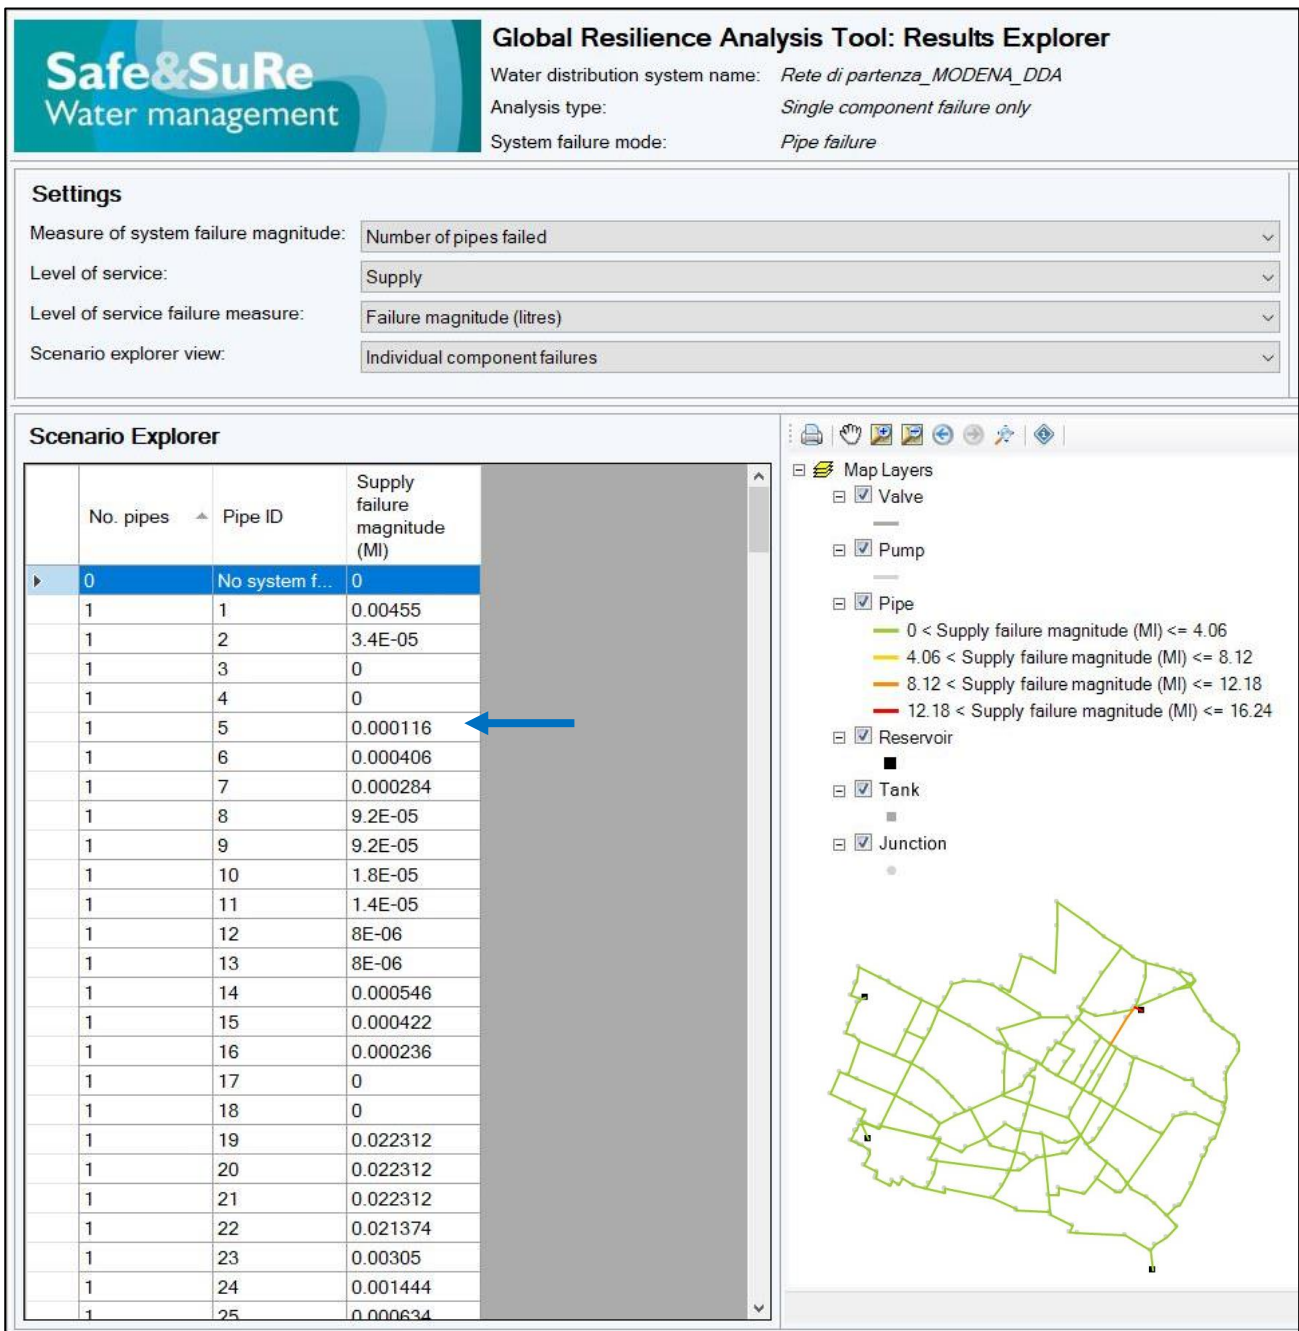 Safe&SuRe
Water management
Global Resilience Analysis Tool: Results Explorer
Water distribution system name: Rete di partenza_MODENA_DDA
Analysis type: Single component failure only
System failure mode: Pipe failure
Settings
Measure of system failure magnitude: Number of pipes failed
Level of service: Supply
Level of service failure measure: Failure magnitude (litres)
Scenario explorer view: Individual component failures
Scenario Explorer
No. pipes Pipe ID Supply failure magnitude (Ml)
0 No system f... 0
1 1 0.00455
1 2 3.4E-05
1 3 0
1 4 0
1 5 0.000116
1 6 0.000406
1 7 0.000284
1 8 9.2E-05
1 9 9.2E-05
1 10 1.8E-05
1 11 1.4E-05
1 12 8E-06
1 13 8E-06
1 14 0.000546
1 15 0.000422
1 16 0.000236
1 17 0
1 18 0
1 19 0.022312
1 20 0.022312
1 21 0.022312
1 22 0.021374
1 23 0.00305
1 24 0.001444
1 25 0.000634
Map Layers
Valve
Pump
Pipe
0 < Supply failure magnitude (Ml) <= 4.06
4.06 < Supply failure magnitude (Ml) <= 8.12
8.12 < Supply failure magnitude (Ml) <= 12.18
12.18 < Supply failure magnitude (Ml) <= 16.24
Reservoir
Tank
Junction